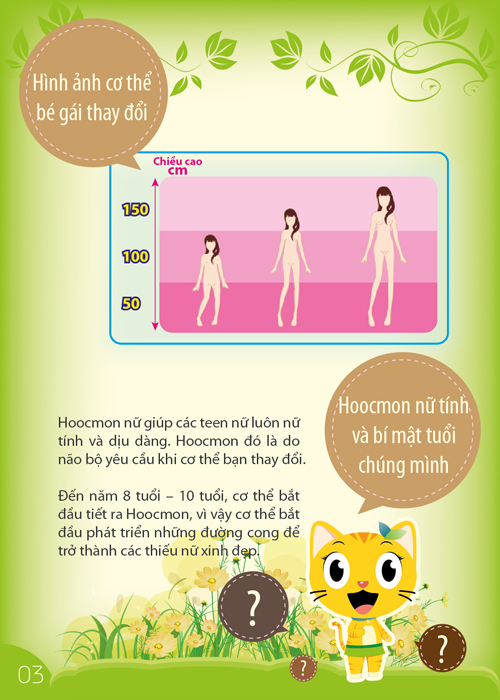 Hình ảnh cơ thể
bé gái thay đổi
Chiều cao
cm
150
100
50
Hoocmon nữ tính
và bí mật tuổi
chúng mình
Hoocmon nữ giúp các teen nữ luôn nữ
tính và dịu dàng. Hoocmon đó là do
não bộ yêu cầu khi cơ thể bạn thay đổi.
Đến năm 8 tuổi – 10 tuổi, cơ thể bắt
đầu tiết ra Hoocmon, vì vậy cơ thể bắt
đầu phát triển những đường cong để
trở thành các thiếu nữ xinh đẹp.
?
?
?
03